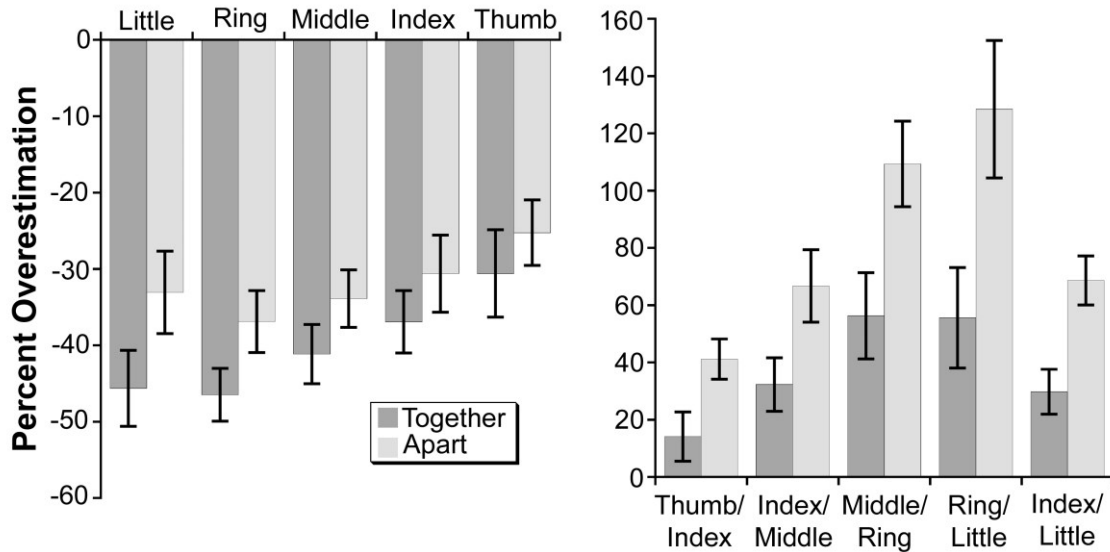 Little Ring Middle Index Thumb
Percent Overestimation
0
-10
-20
-30
-40
-50
-60
Together
Apart
160
140
120
100
80
60
40
20
0
Thumb/ Index/ Middle/ Ring/ Index/
Index Middle Ring Little Little